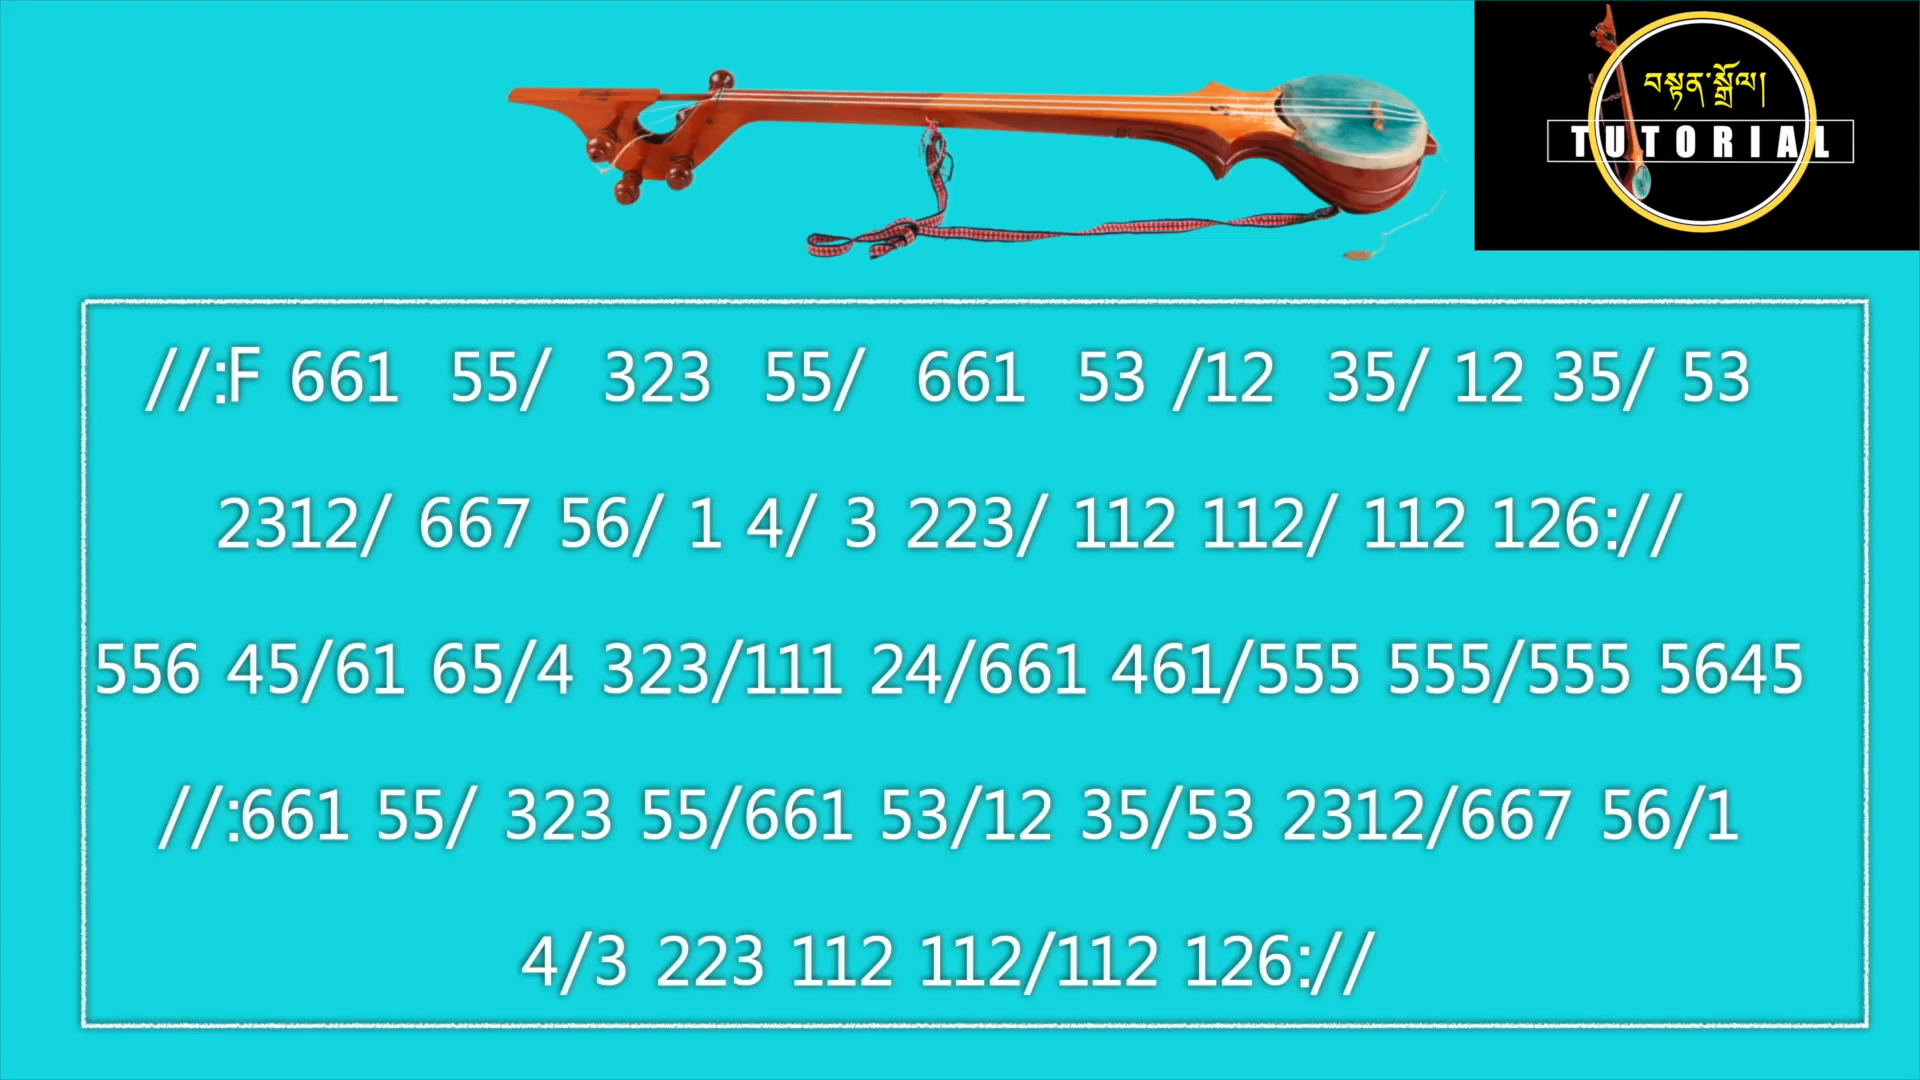 བསྟན་སྒྲོལ།
TUTORIAL
//:F 661 55/ 323 55/ 661 53 /12 35/ 12 35/ 53
2312/ 667 56/ 1 4/ 3 223/ 112 112/ 112 126://
556 45/61 65/4 323/111 24/661 461/555 555/555 5645
//:661 55/ 323 55/661 53/12 35/53 2312/667 56/1
4/3 223 112 112/112 126://